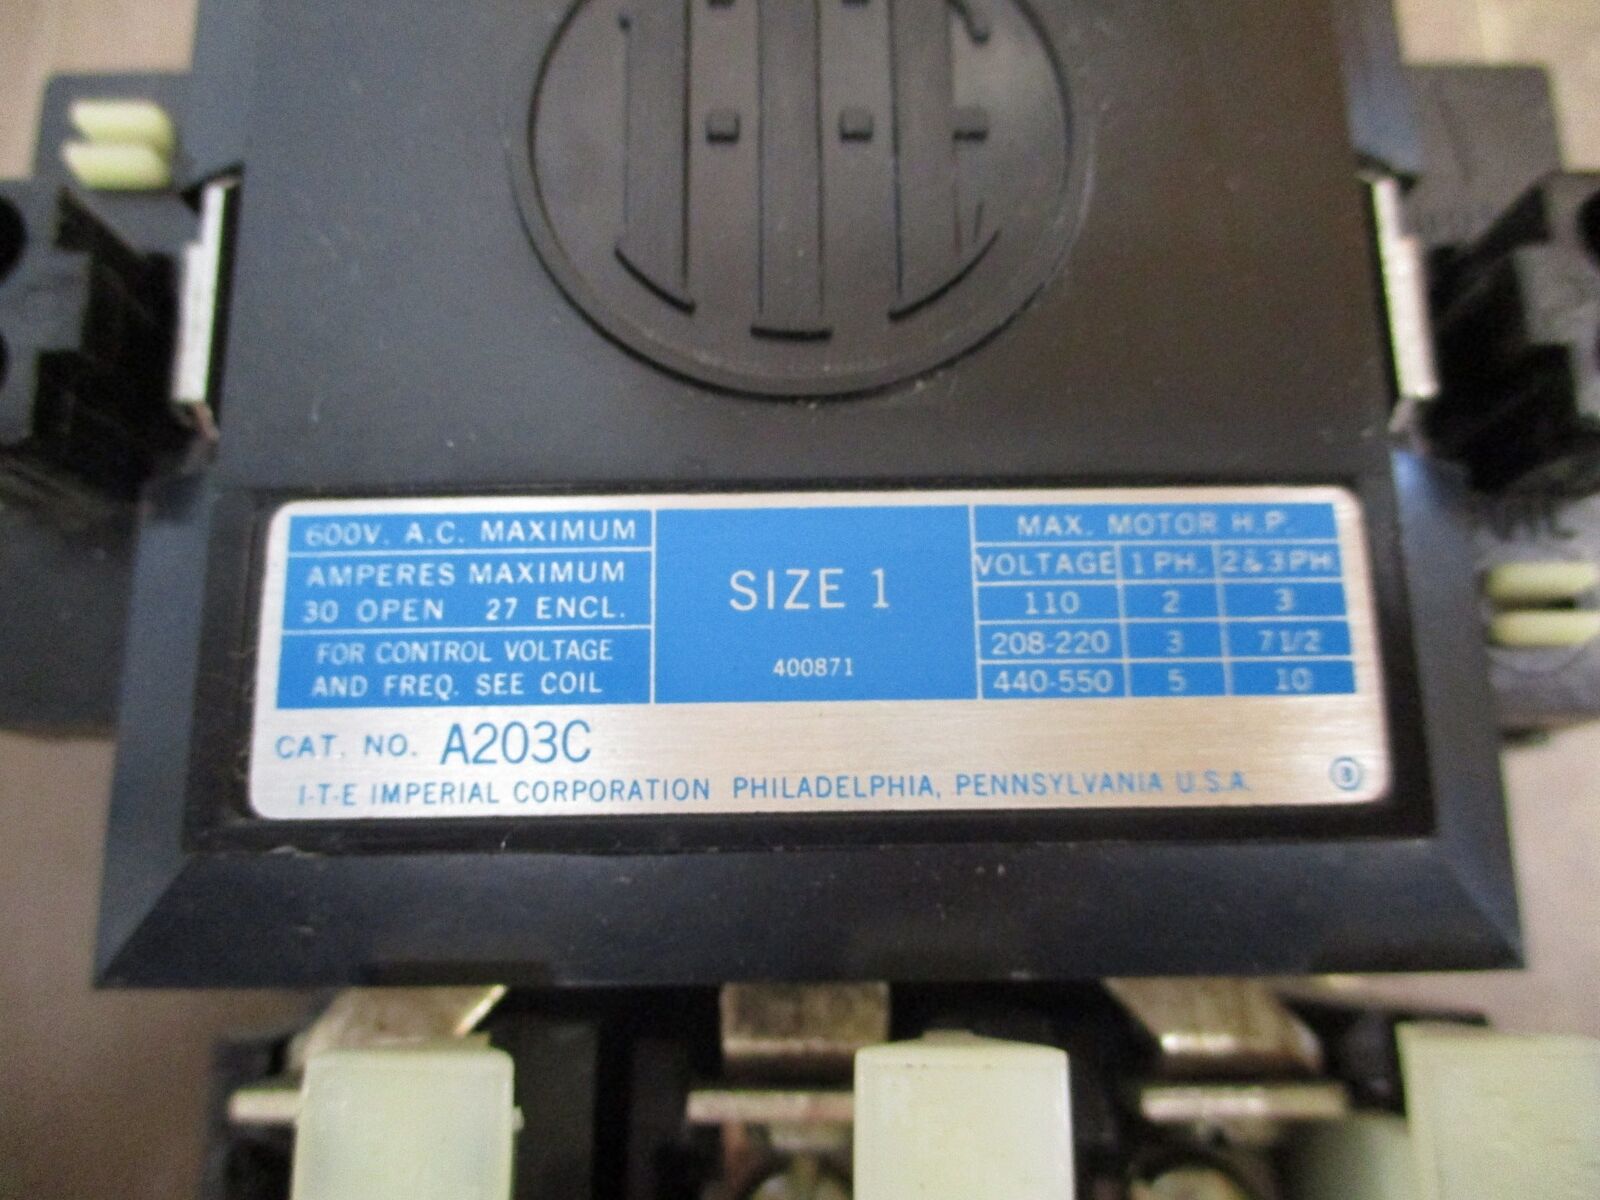 ITE
600V. A.C. MAXIMUM
AMPERES MAXIMUM
30 OPEN 27 ENCL.
FOR CONTROL VOLTAGE
AND FREQ. SEE COIL
SIZE 1
400871
MAX. MOTOR H.P.
VOLTAGE 1 PH. 2&3PH.
110 2 3
208-220 3 7 1/2
440-550 5 10
CAT. NO. A203C
I-T-E IMPERIAL CORPORATION PHILADELPHIA, PENNSYLVANIA U.S.A.